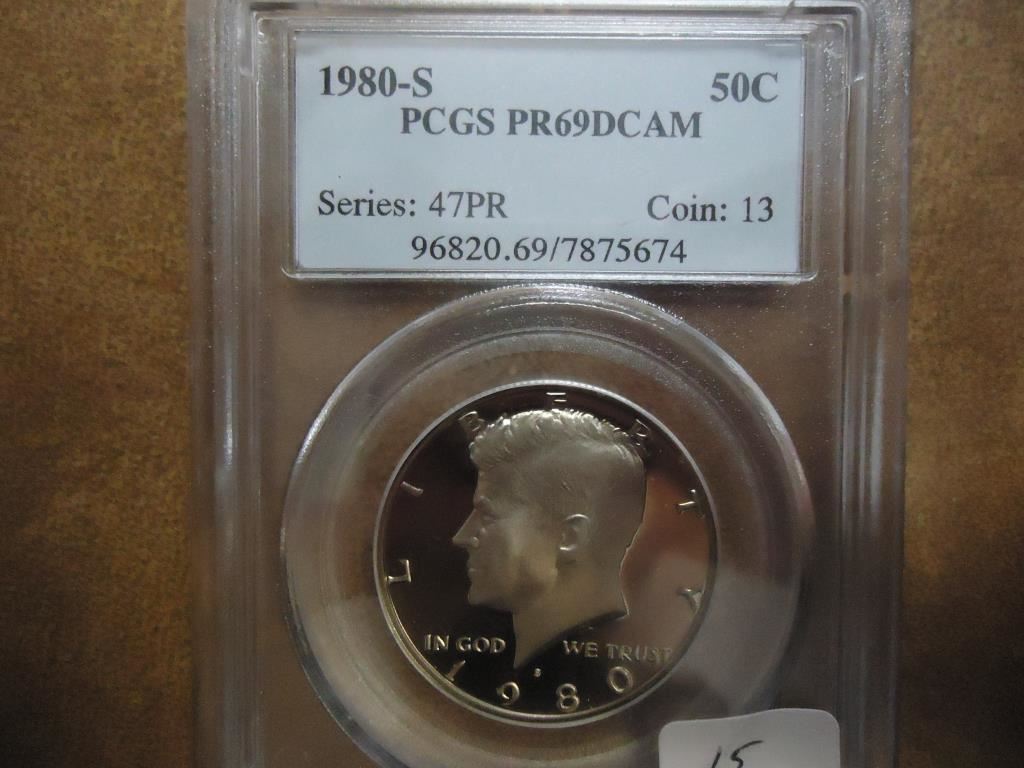 1980-S 50C
PCGS PR69DCAM
Series: 47PR Coin: 13
96820.69/7875674
LIBERTY
IN GOD WE TRUST
S
1980
15